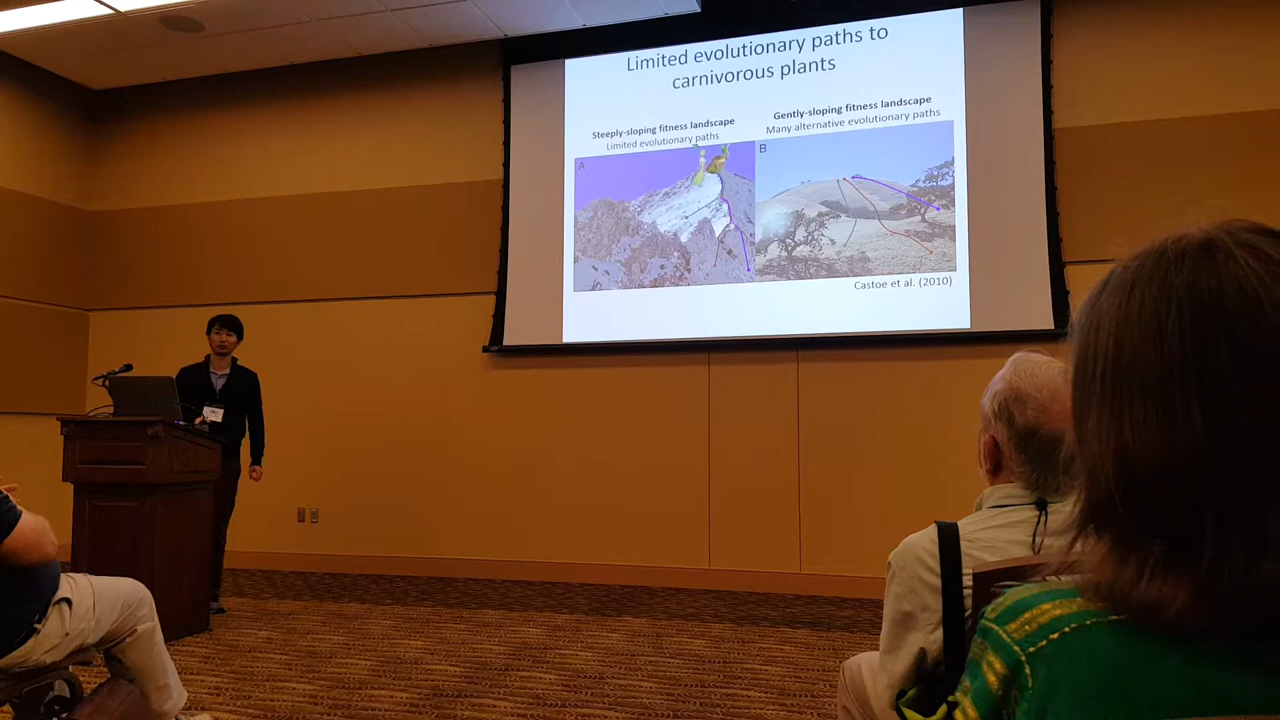 Limited evolutionary paths to
carnivorous plants
Steeply-sloping fitness landscape
Limited evolutionary paths
Gently-sloping fitness landscape
Many alternative evolutionary paths
A
B
Castoe et al. (2010)